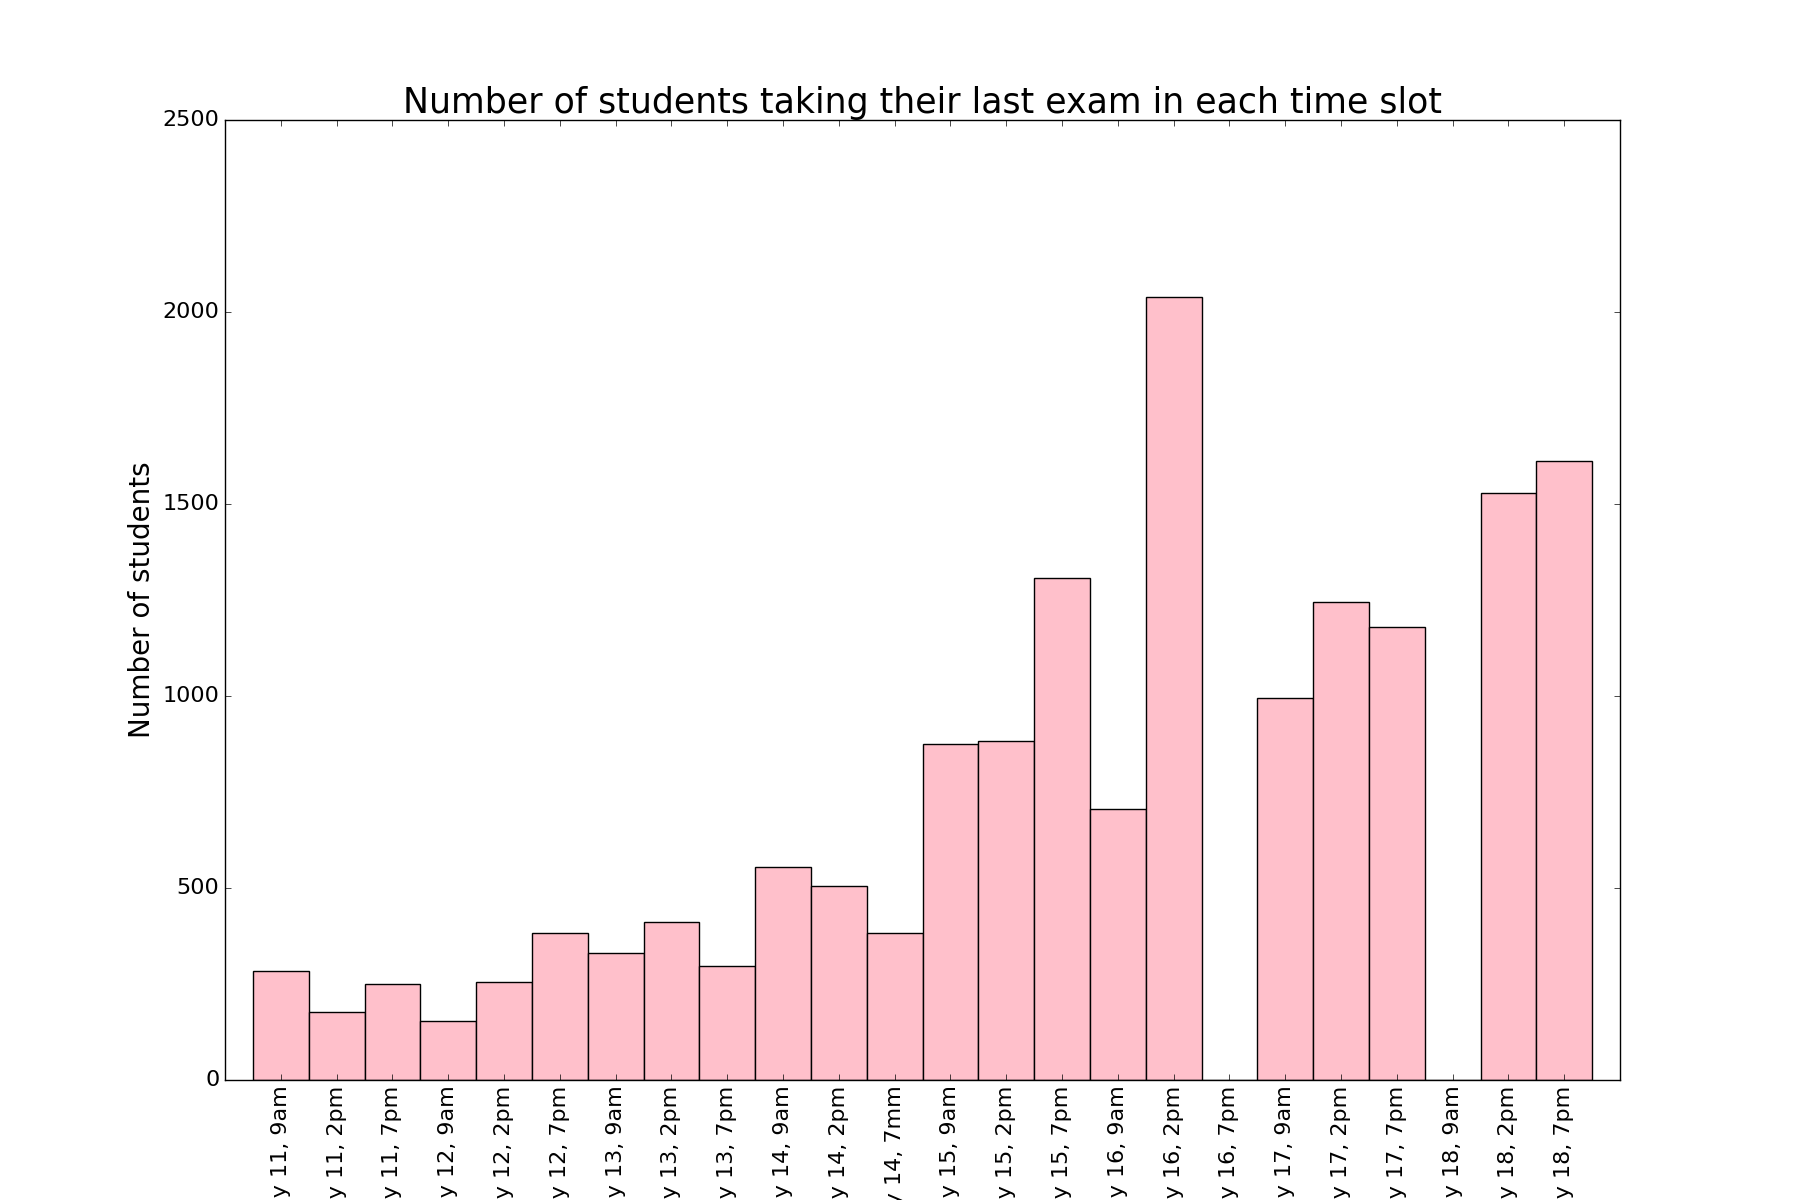 Number of students taking their last exam in each time slot
2500
2000
1500
1000
500
0
Number of students
y 11, 9am
y 11, 2pm
y 11, 7pm
y 12, 9am
y 12, 2pm
y 12, 7pm
y 13, 9am
y 13, 2pm
y 13, 7pm
y 14, 9am
y 14, 2pm
y 14, 7mm
y 15, 9am
y 15, 2pm
y 15, 7pm
y 16, 9am
y 16, 2pm
y 16, 7pm
y 17, 9am
y 17, 2pm
y 17, 7pm
y 18, 9am
y 18, 2pm
y 18, 7pm